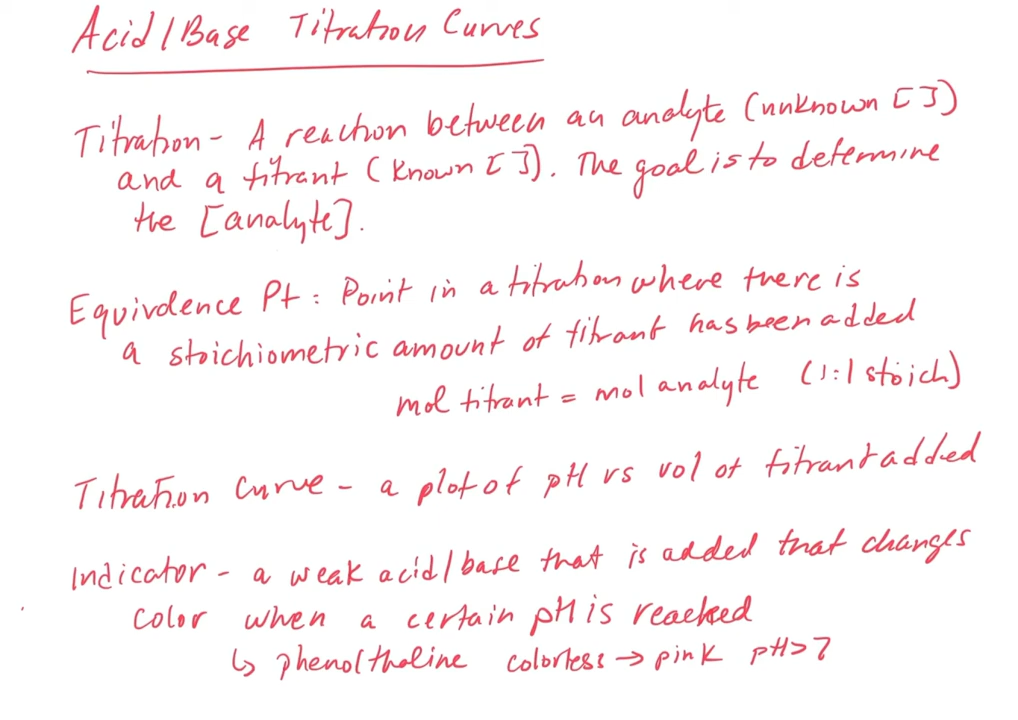 Acid/Base Titration Curves
Titration - A reaction between an analyte (unknown [ ])
and a titrant (known [ ]). The goal is to determine
the [analyte].
Equivalence Pt: Point in a titration where there is
a stoichiometric amount of titrant has been added
mol titrant = mol analyte (1:1 stoich)
Titration Curve - a plot of pH vs vol of titrant added
Indicator - a weak acid/base that is added that changes
color when a certain pH is reached
↳ phenoltholine colorless → pink pH>7